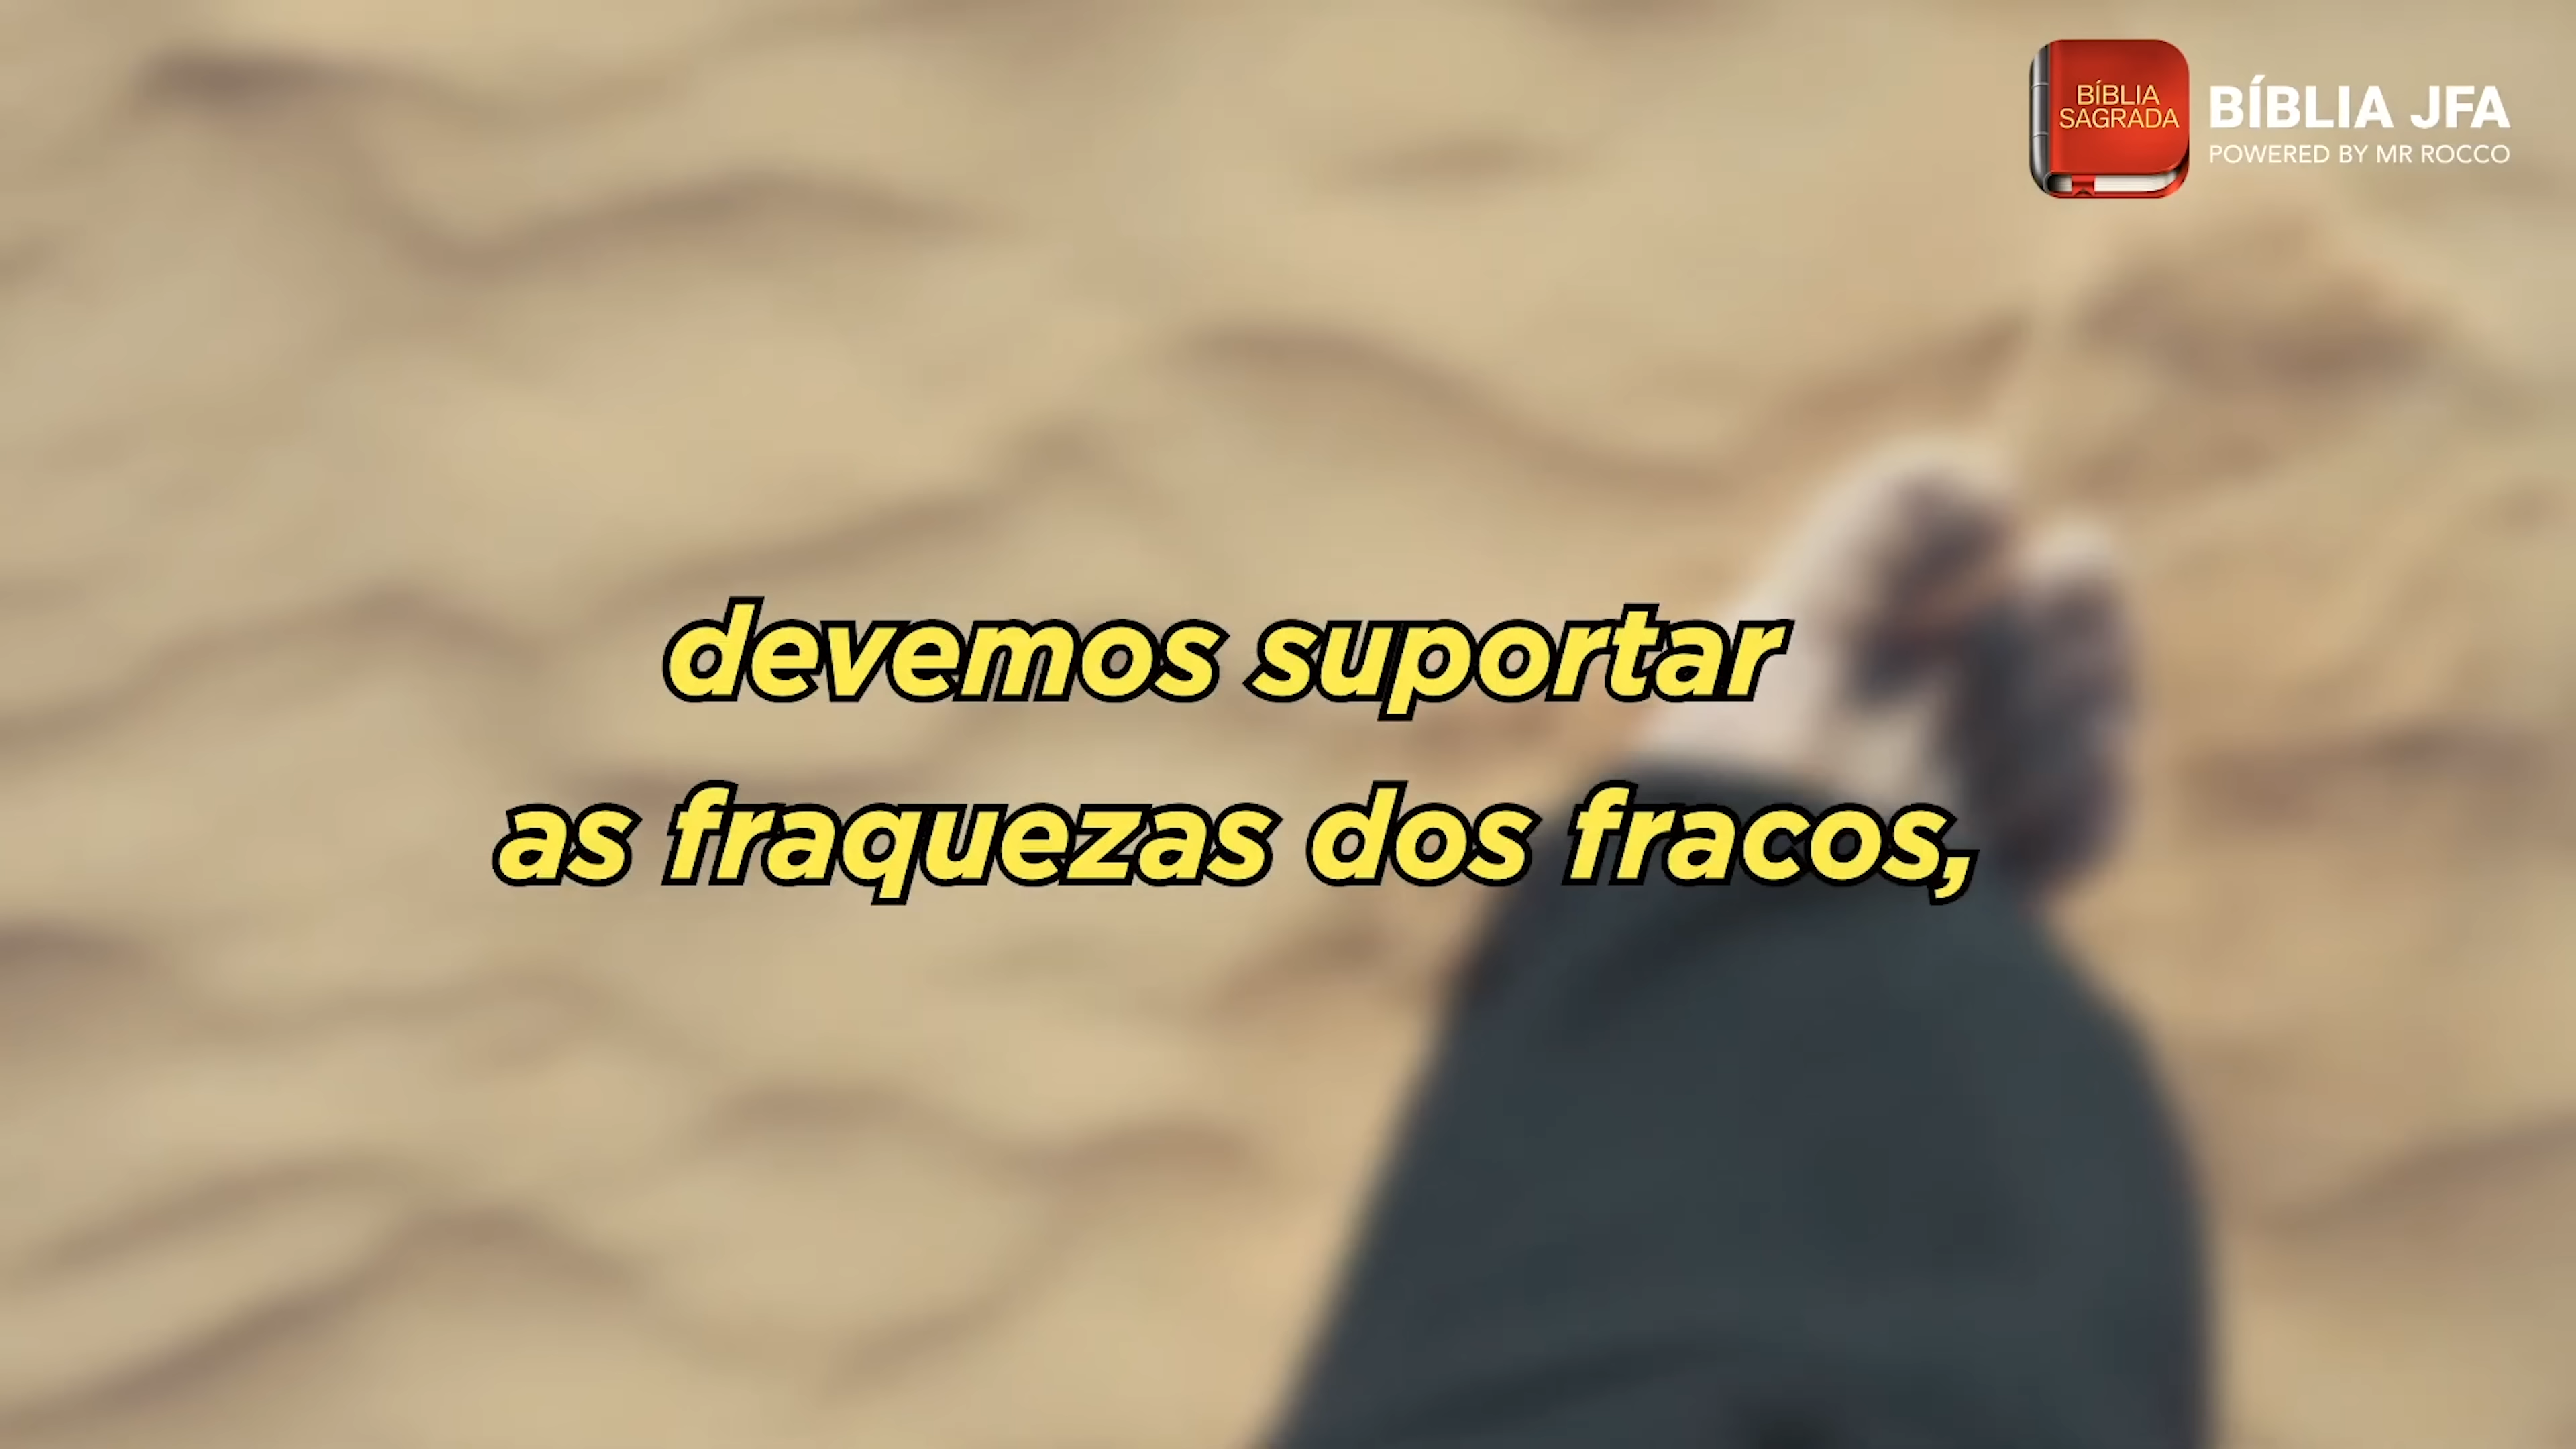 BÍBLIA
SAGRADA
BÍBLIA JFA
POWERED BY MR ROCCO
devemos suportar
as fraquezas dos fracos,